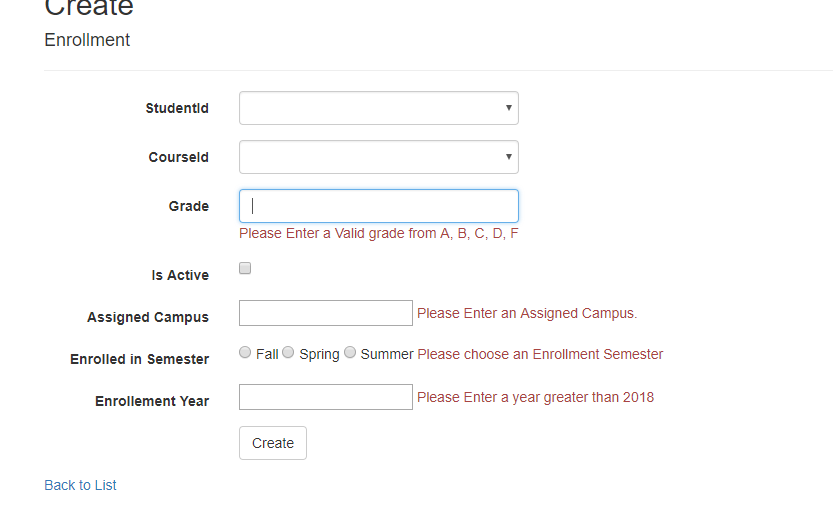 Create
Enrollment
StudentId
CourseId
Grade
Please Enter a Valid grade from A, B, C, D, F
Is Active
Assigned Campus Please Enter an Assigned Campus.
Enrolled in Semester Fall Spring Summer Please choose an Enrollment Semester
Enrollement Year Please Enter a year greater than 2018
Create
Back to List